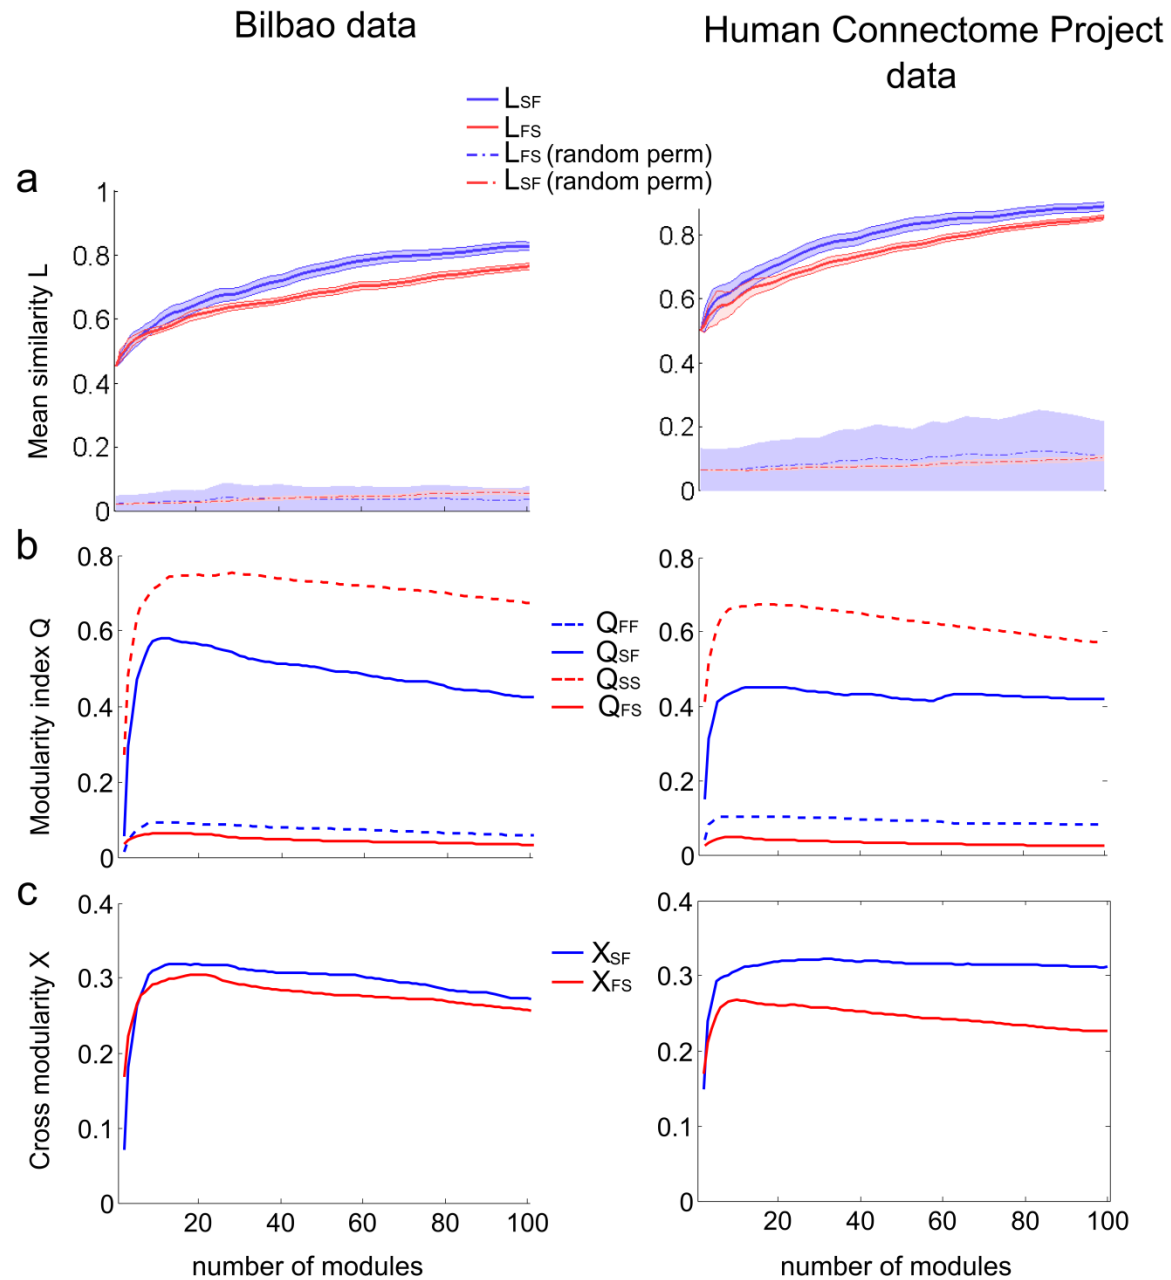 Bilbao data
Human Connectome Project
data
LSF
LFS
LFS (random perm)
LSF (random perm)
a
Mean similarity L
1
0.8
0.6
0.4
0.2
0
0.8
0.6
0.4
0.2
0
b
Modularity index Q
0.8
0.6
0.4
0.2
0
QFF
QSF
QSS
QFS
0.8
0.6
0.4
0.2
0
c
Cross modularity X
0.4
0.3
0.2
0.1
0
20 40 60 80 100
number of modules
XSF
XFS
0.4
0.3
0.2
0.1
0
20 40 60 80 100
number of modules